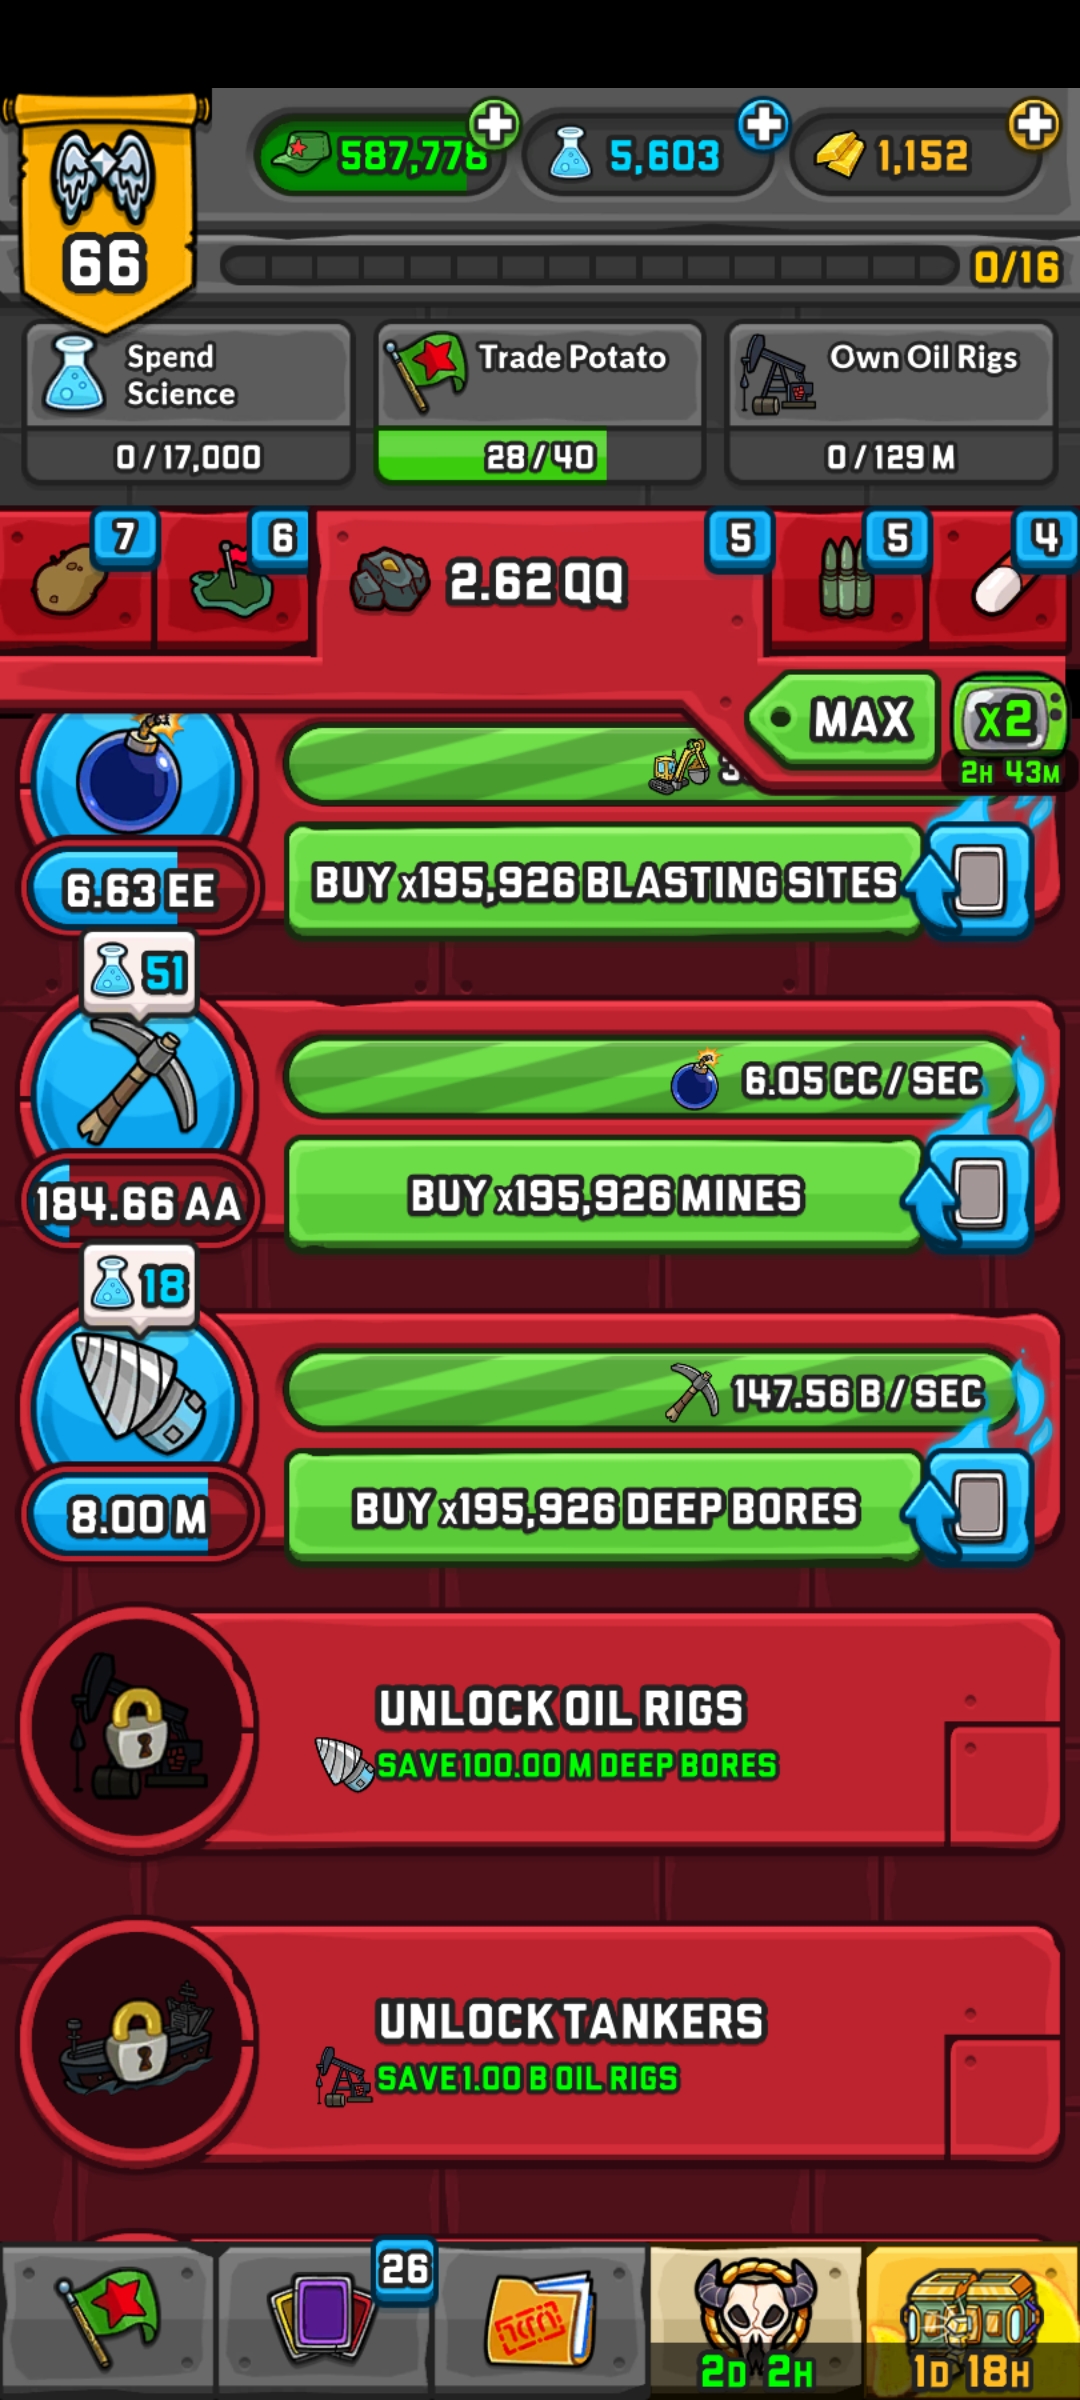 587,778
5,603
1,152
66
0/16
Spend
Science
0/17,000
Trade Potato
28/40
Own Oil Rigs
0/129 M
7
6
2.62 QQ
5
5
4
MAX
X2
2H 43M
6.63 EE
BUY x195,926 BLASTING SITES
51
6.05 CC / SEC
184.66 AA
BUY x195,926 MINES
18
147.56 B / SEC
8.00 M
BUY x195,926 DEEP BORES
UNLOCK OIL RIGS
SAVE 100.00 M DEEP BORES
UNLOCK TANKERS
SAVE 1.00 B OIL RIGS
26
2D 2H
1D 18H